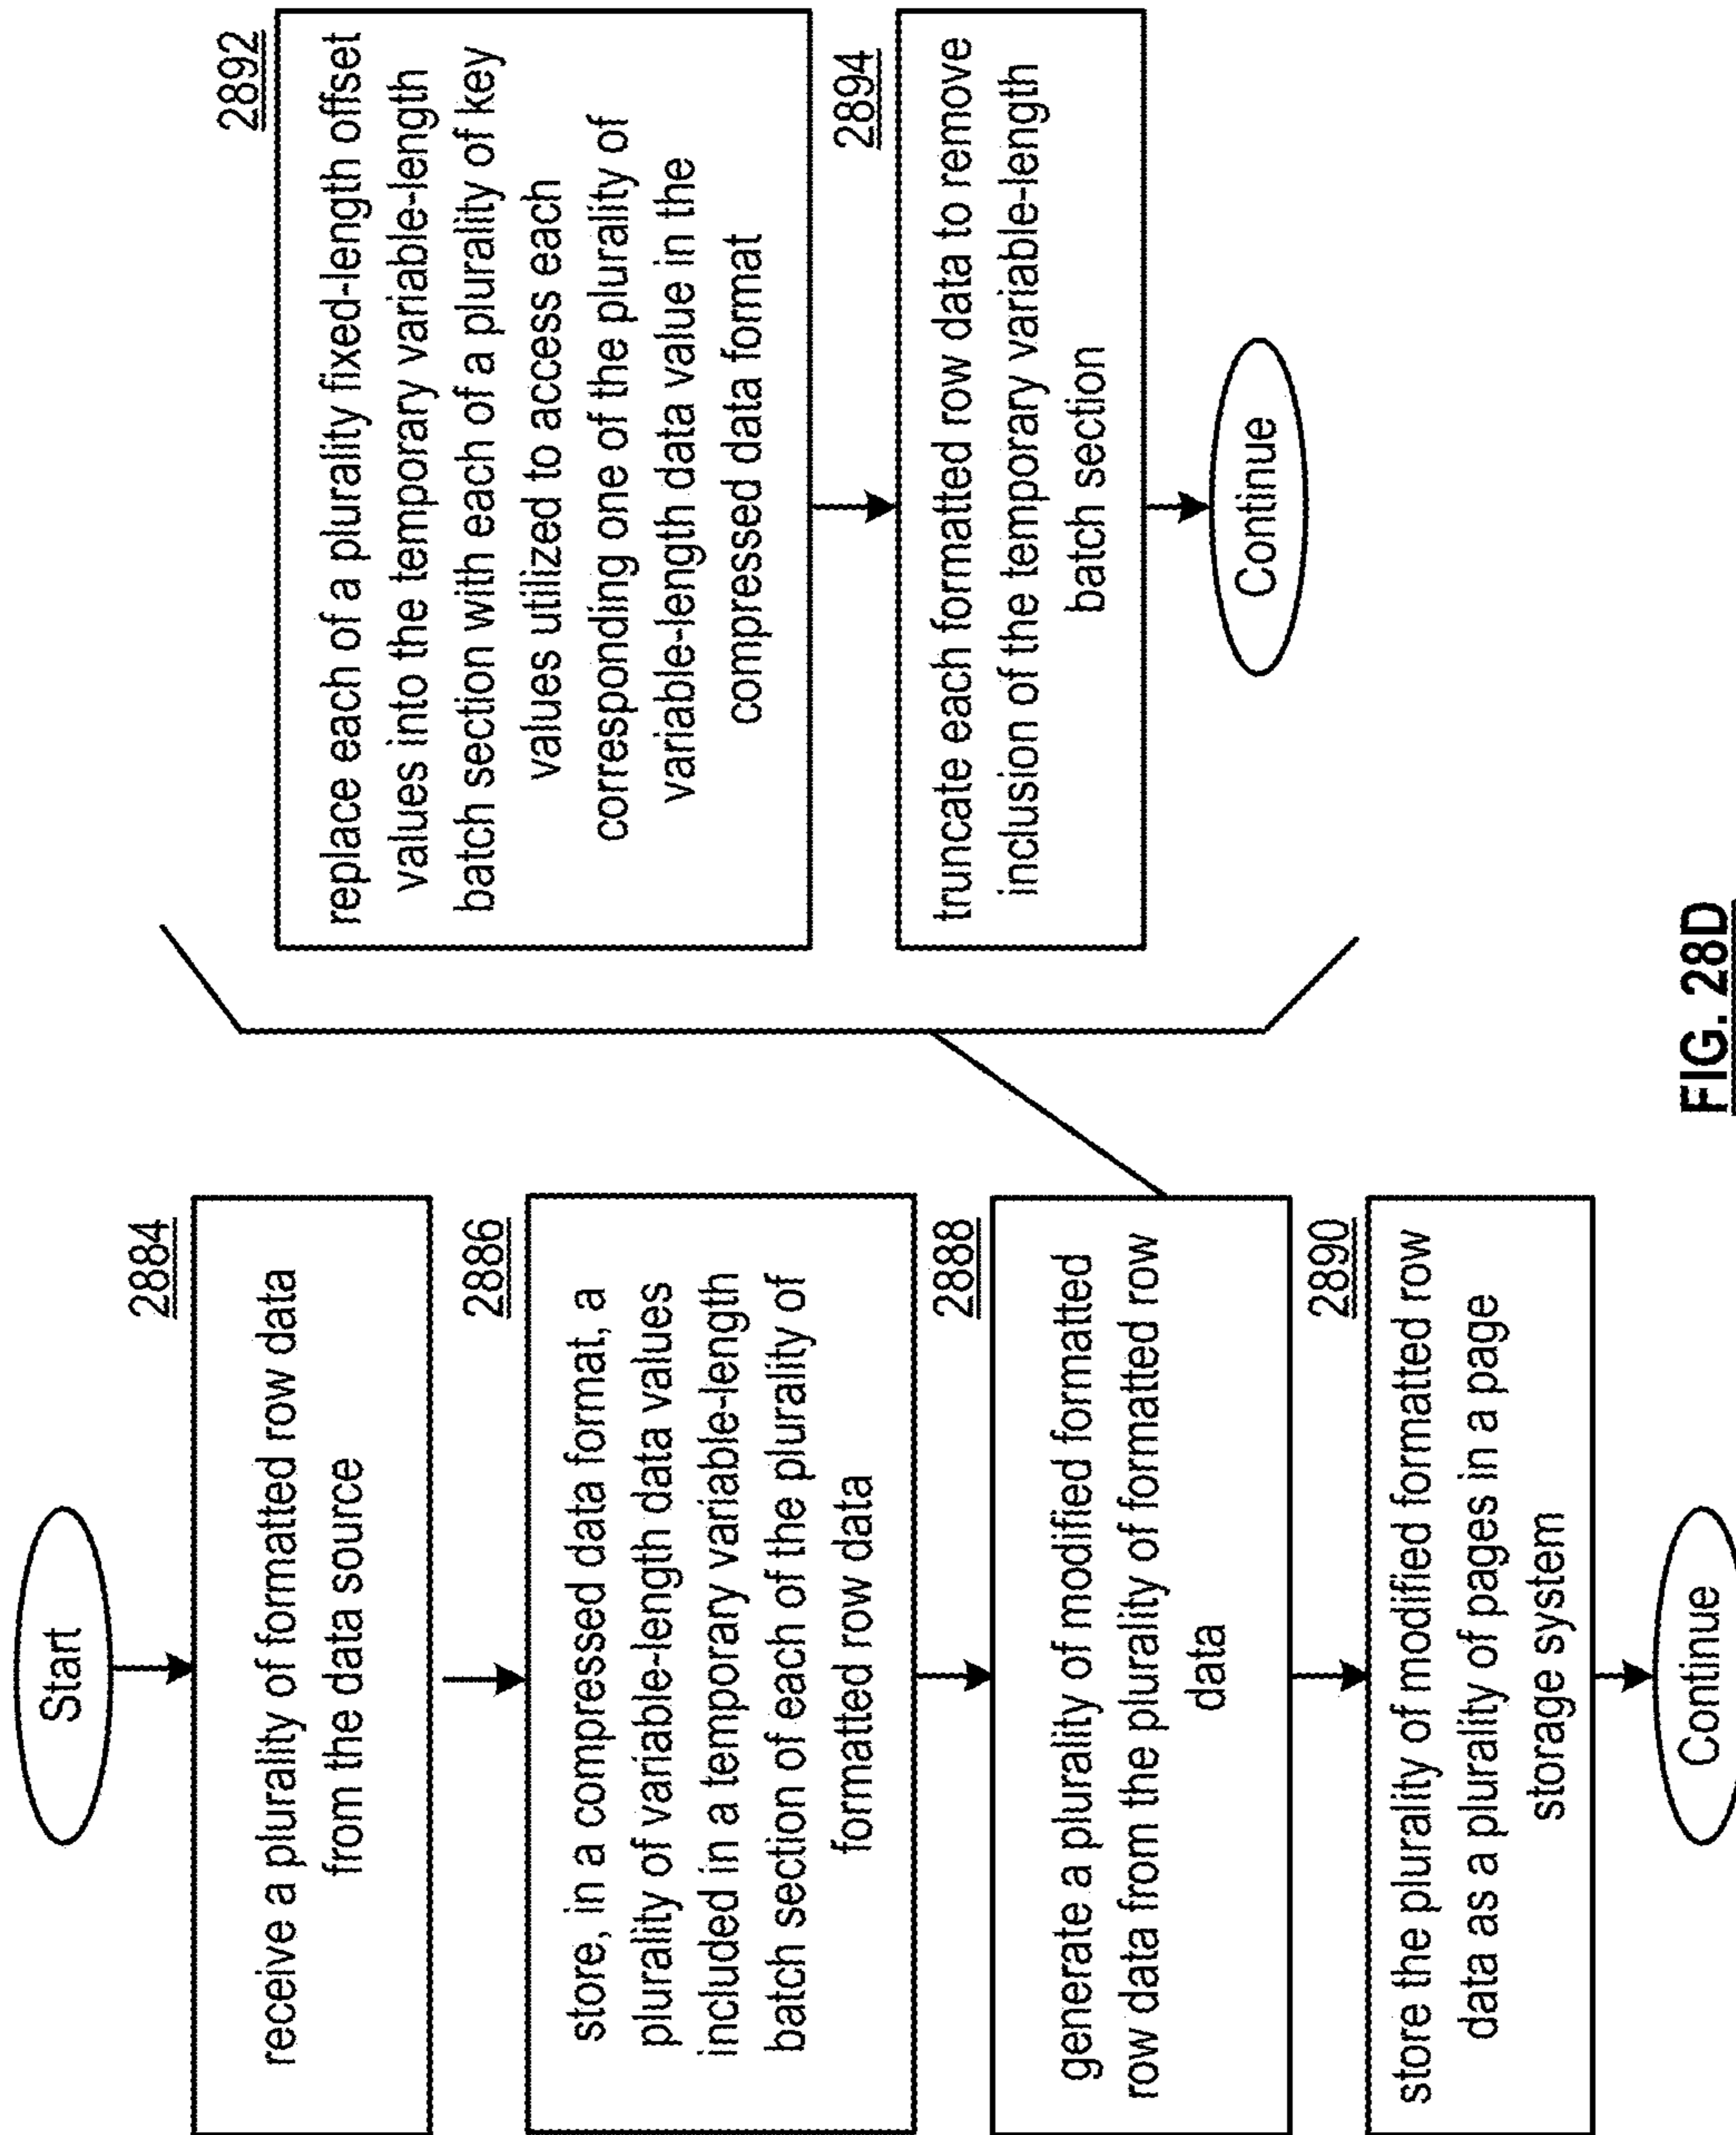 Start
2884
receive a plurality of formatted row data
from the data source
2886
store, in a compressed data format, a
plurality of variable-length data values
included in a temporary variable-length
batch section of each of the plurality of
formatted row data
2888
generate a plurality of modified formatted
row data from the plurality of formatted row
data
2890
store the plurality of modified formatted row
data as a plurality of pages in a page
storage system
Continue
2892
replace each of a plurality fixed-length offset
values into the temporary variable-length
batch section with each of a plurality of key
values utilized to access each
corresponding one of the plurality of
variable-length data value in the
compressed data format
2894
truncate each formatted row data to remove
inclusion of the temporary variable-length
batch section
Continue
FIG. 28D